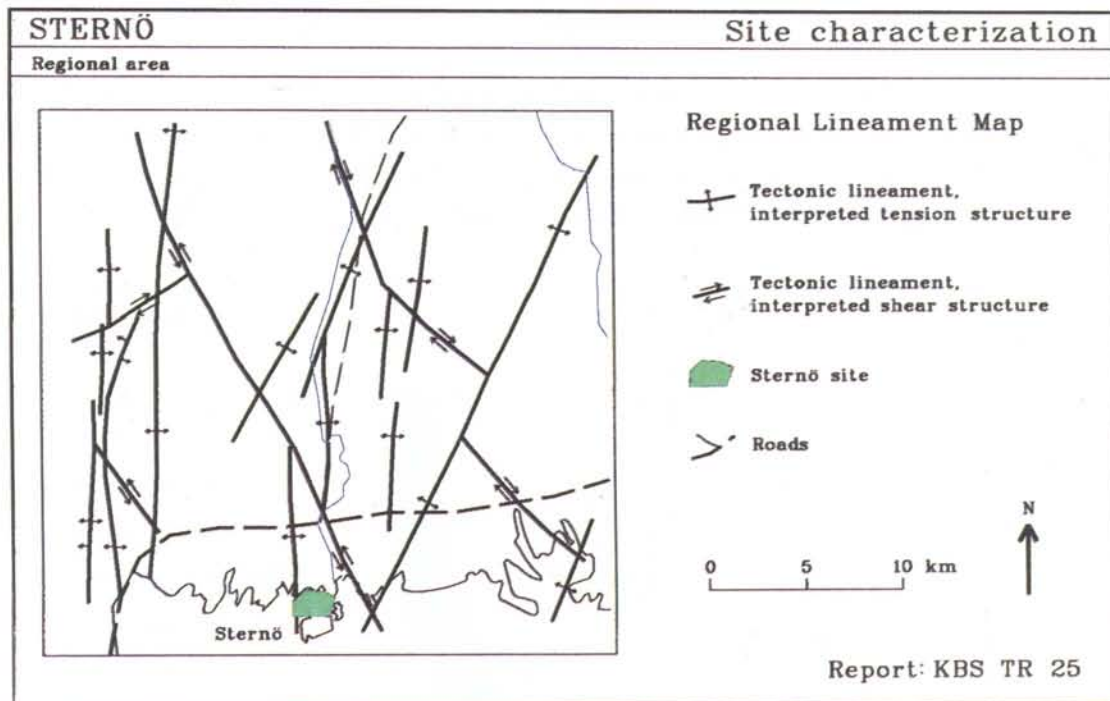 STERNÖ
Site characterization
Regional area
Regional Lineament Map
Tectonic lineament,
interpreted tension structure
Tectonic lineament,
interpreted shear structure
Sternö site
Roads
N
0 5 10 km
Sternö
Report: KBS TR 25